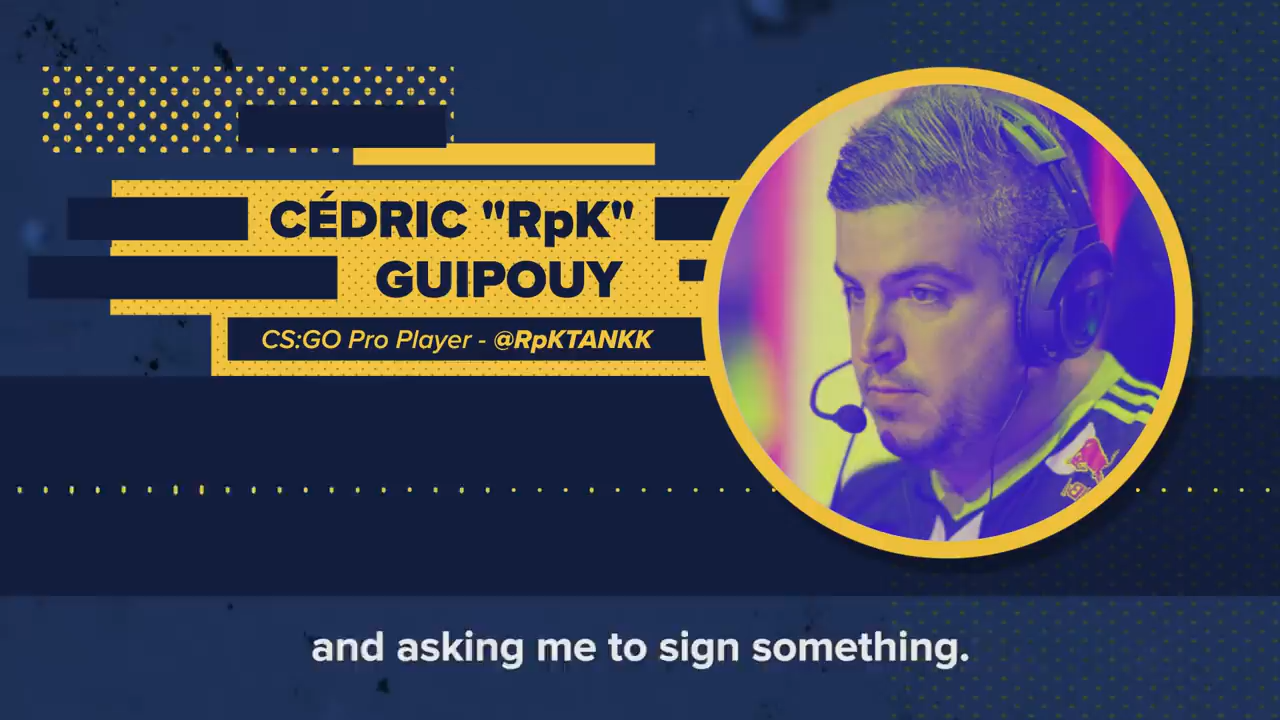 CÉDRIC "RpK"
GUIPOUY
CS:GO Pro Player - @RpKTANKK
and asking me to sign something.